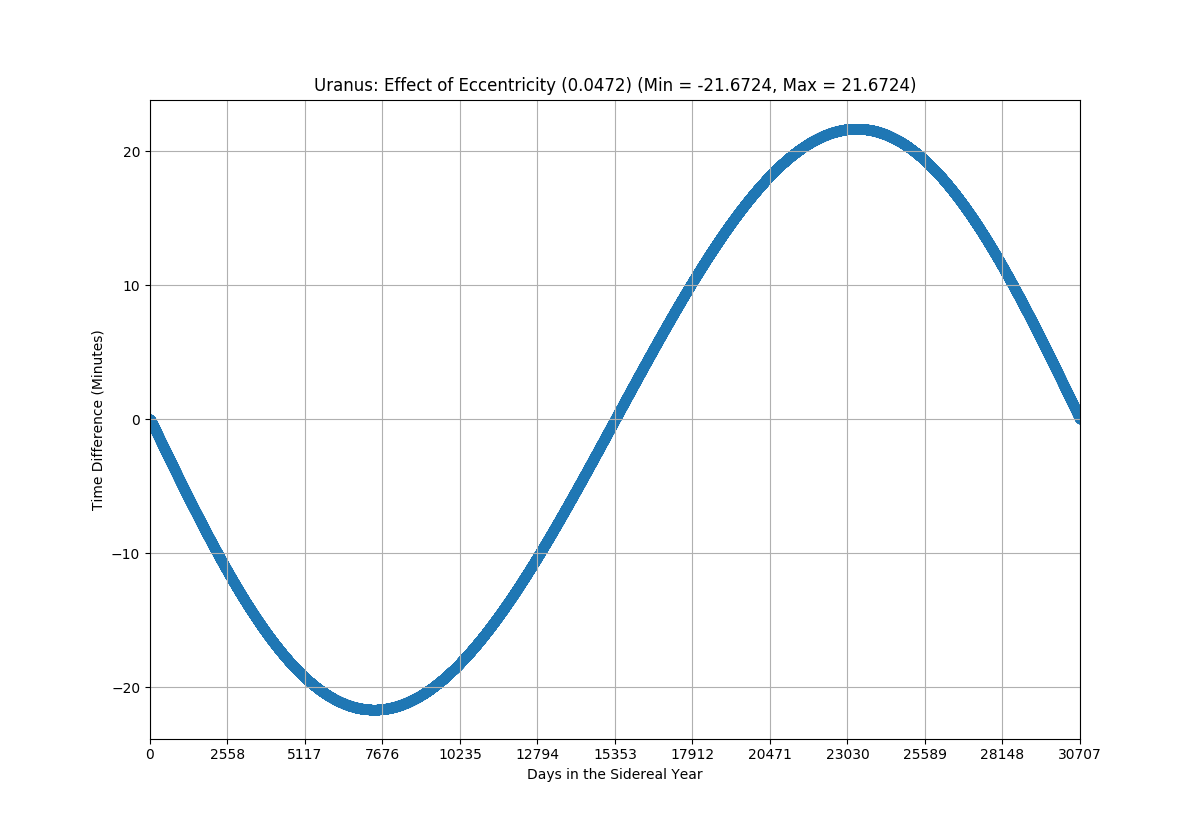 Uranus: Effect of Eccentricity (0.0472) (Min = -21.6724, Max = 21.6724)
20
10
0
−10
−20
Time Difference (Minutes)
0 2558 5117 7676 10235 12794 15353 17912 20471 23030 25589 28148 30707
Days in the Sidereal Year